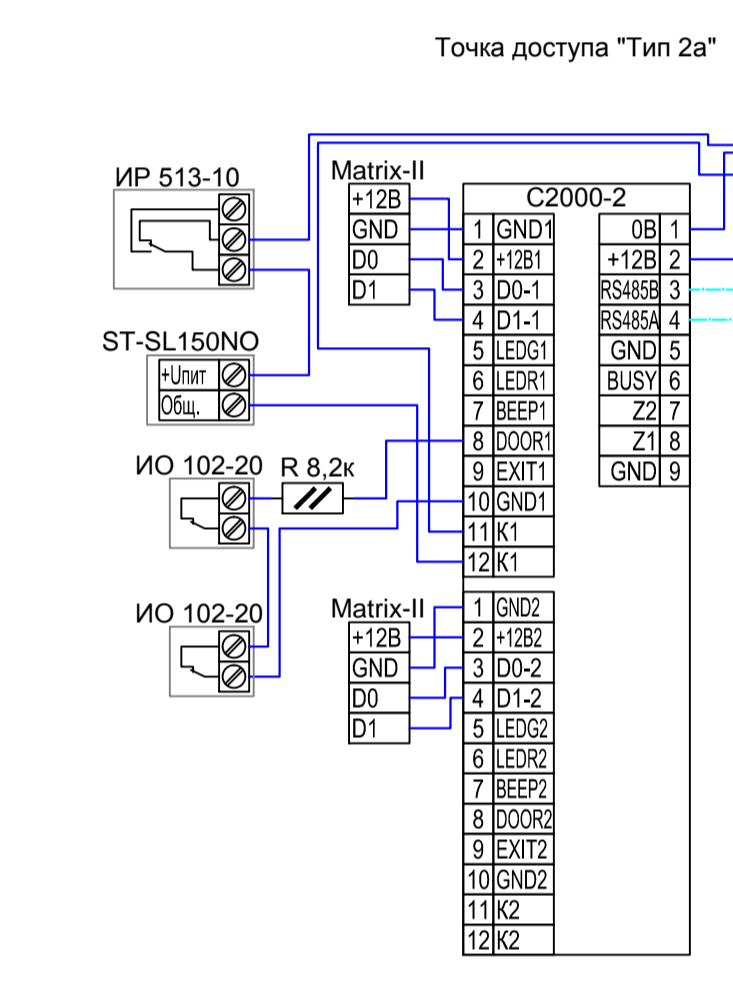 Точка доступа "Тип 2а"
ИР 513-10
Matrix-II
+12В
GND
D0
D1
С2000-2
1 GND1
2 +12В1
3 D0-1
4 D1-1
5 LEDG1
6 LEDR1
7 BEEP1
8 DOOR1
9 EXIT1
10 GND1
11 К1
12 К1
0В 1
+12В 2
RS485B 3
RS485A 4
GND 5
BUSY 6
Z2 7
Z1 8
GND 9
ST-SL150NO
+Uпит
Общ.
ИО 102-20
R 8,2к
ИО 102-20
Matrix-II
+12В
GND
D0
D1
1 GND2
2 +12В2
3 D0-2
4 D1-2
5 LEDG2
6 LEDR2
7 BEEP2
8 DOOR2
9 EXIT2
10 GND2
11 К2
12 К2